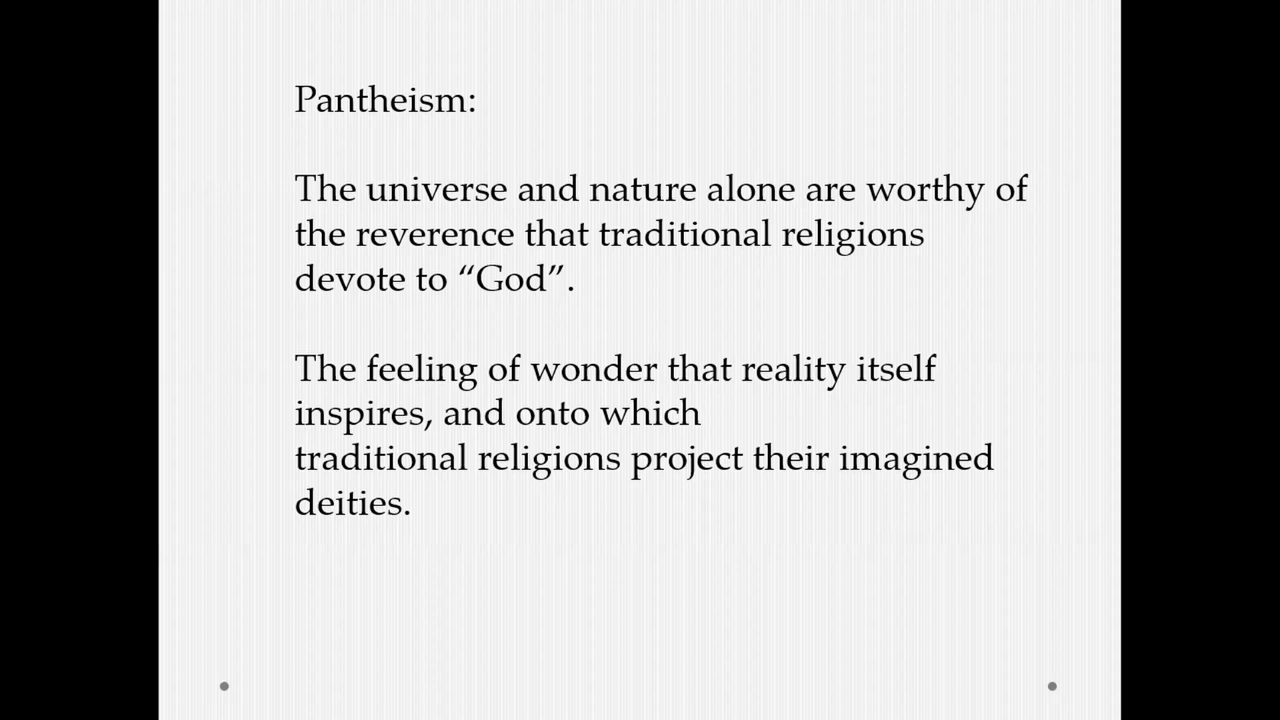 Pantheism:
The universe and nature alone are worthy of
the reverence that traditional religions
devote to “God”.
The feeling of wonder that reality itself
inspires, and onto which
traditional religions project their imagined
deities.